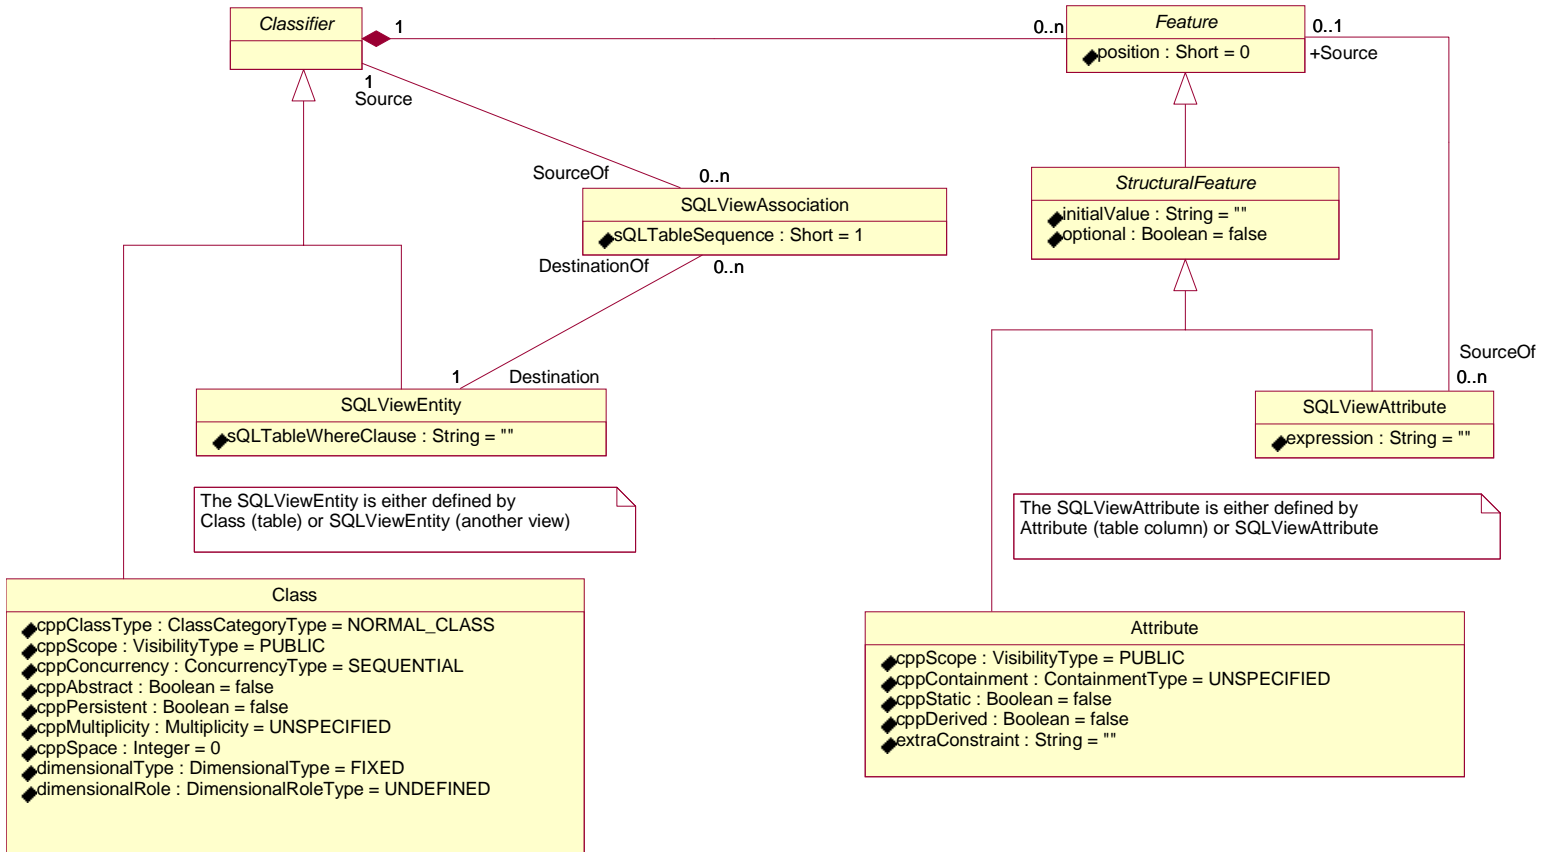 Classifier
1
0..n
Feature
position : Short = 0
0..1
+Source
1
Source
SourceOf
0..n
SQLViewAssociation
sQLTableSequence : Short = 1
DestinationOf
0..n
StructuralFeature
initialValue : String = ""
optional : Boolean = false
1
Destination
SQLViewEntity
sQLTableWhereClause : String = ""
SourceOf
0..n
SQLViewAttribute
expression : String = ""
The SQLViewEntity is either defined by
Class (table) or SQLViewEntity (another view)
The SQLViewAttribute is either defined by
Attribute (table column) or SQLViewAttribute
Class
cppClassType : ClassCategoryType = NORMAL_CLASS
cppScope : VisibilityType = PUBLIC
cppConcurrency : ConcurrencyType = SEQUENTIAL
cppAbstract : Boolean = false
cppPersistent : Boolean = false
cppMultiplicity : Multiplicity = UNSPECIFIED
cppSpace : Integer = 0
dimensionalType : DimensionalType = FIXED
dimensionalRole : DimensionalRoleType = UNDEFINED
Attribute
cppScope : VisibilityType = PUBLIC
cppContainment : ContainmentType = UNSPECIFIED
cppStatic : Boolean = false
cppDerived : Boolean = false
extraConstraint : String = ""